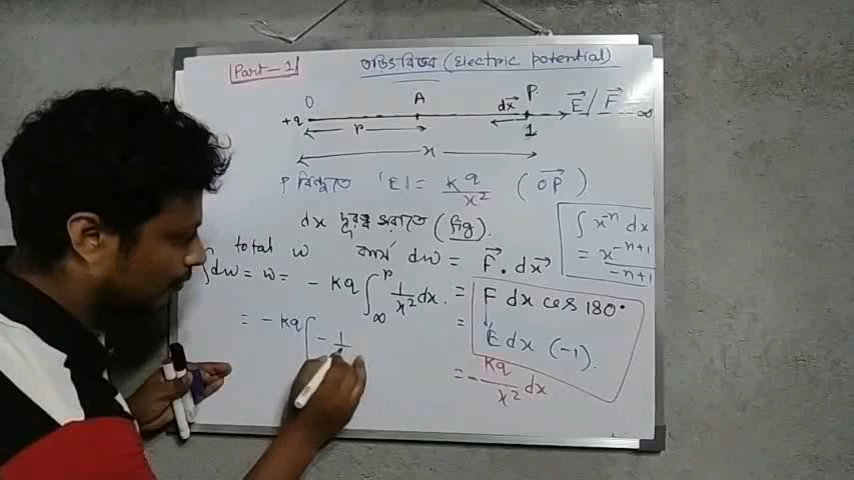 Part-1
তড়িৎ বিভব (Electric potential)
O A dx⃗ P. E⃗ / F⃗ ∞
+q r 1
x
P বিন্দুতে |E| = Kq/x² (OP⃗)
dx দূরত্ব সরাতে (fig).
∫ x⁻ⁿ dx
= x⁻ⁿ⁺¹/-n+1
total w কার্য dw = F⃗ . dx⃗
∫dw = w = - Kq ∫ 1/x² dx. = F dx cos 180°
∞
= - Kq [ - 1 = E dx (-1).
= - Kq/x² dx